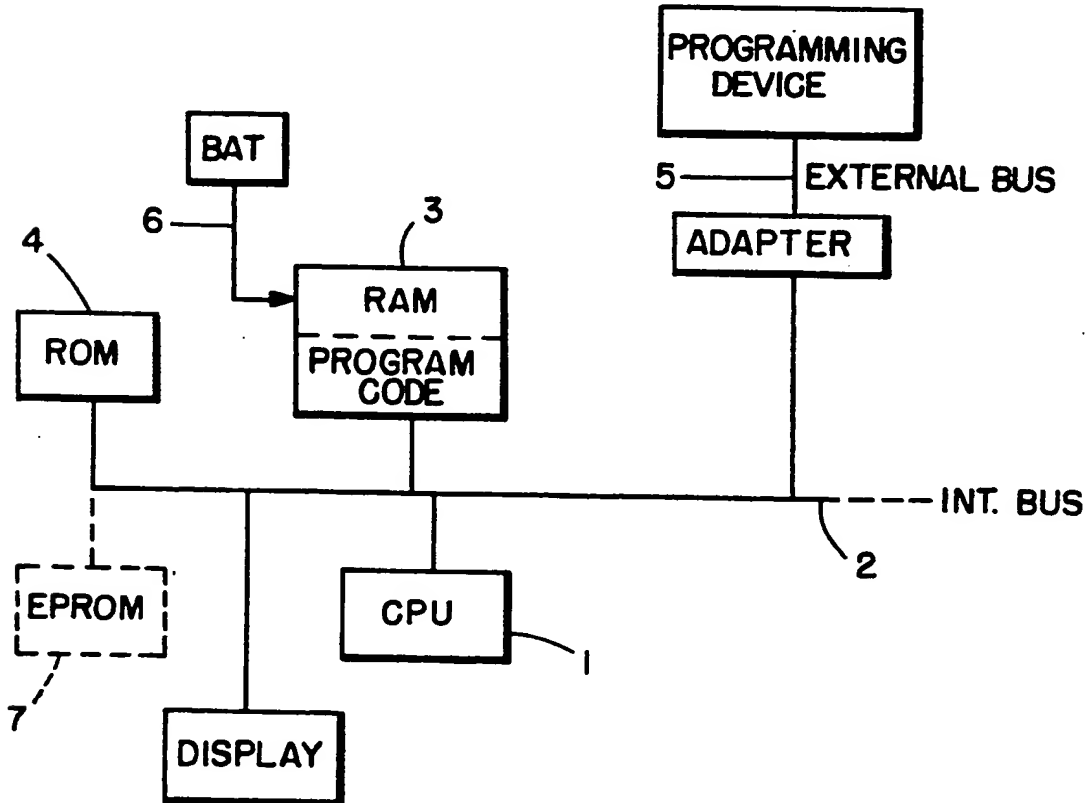 PROGRAMMING
DEVICE
BAT
5
EXTERNAL BUS
6
3
4
ADAPTER
RAM
ROM
PROGRAM
CODE
INT. BUS
2
EPROM
CPU
1
7
DISPLAY